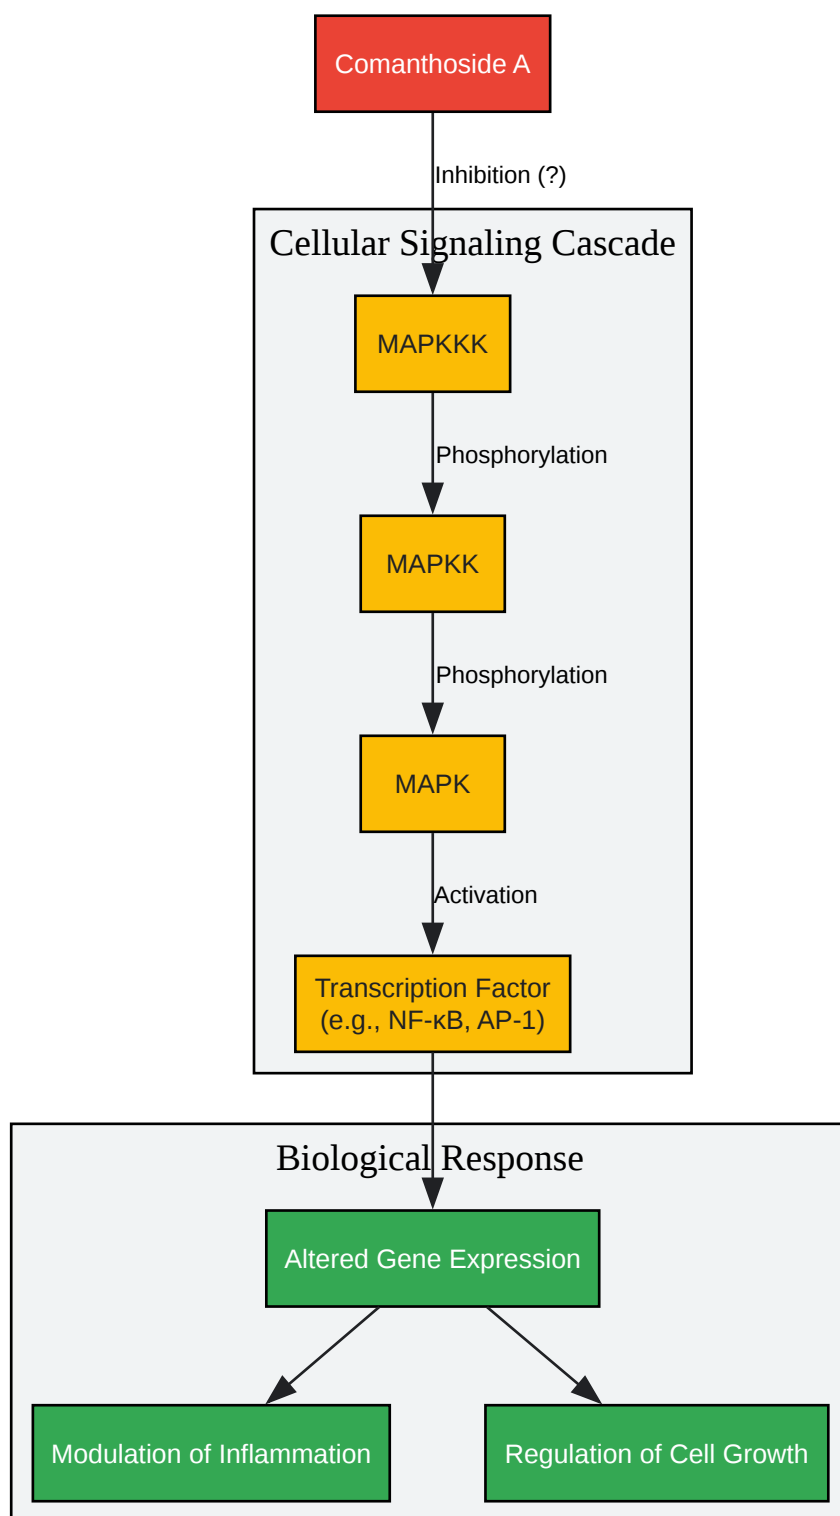 Comanthoside A
Inhibition (?)
Cellular Signaling Cascade
MAPKKK
Phosphorylation
MAPKK
Phosphorylation
MAPK
Activation
Transcription Factor
(e.g., NF-κB, AP-1)
Biological Response
Altered Gene Expression
Modulation of Inflammation
Regulation of Cell Growth